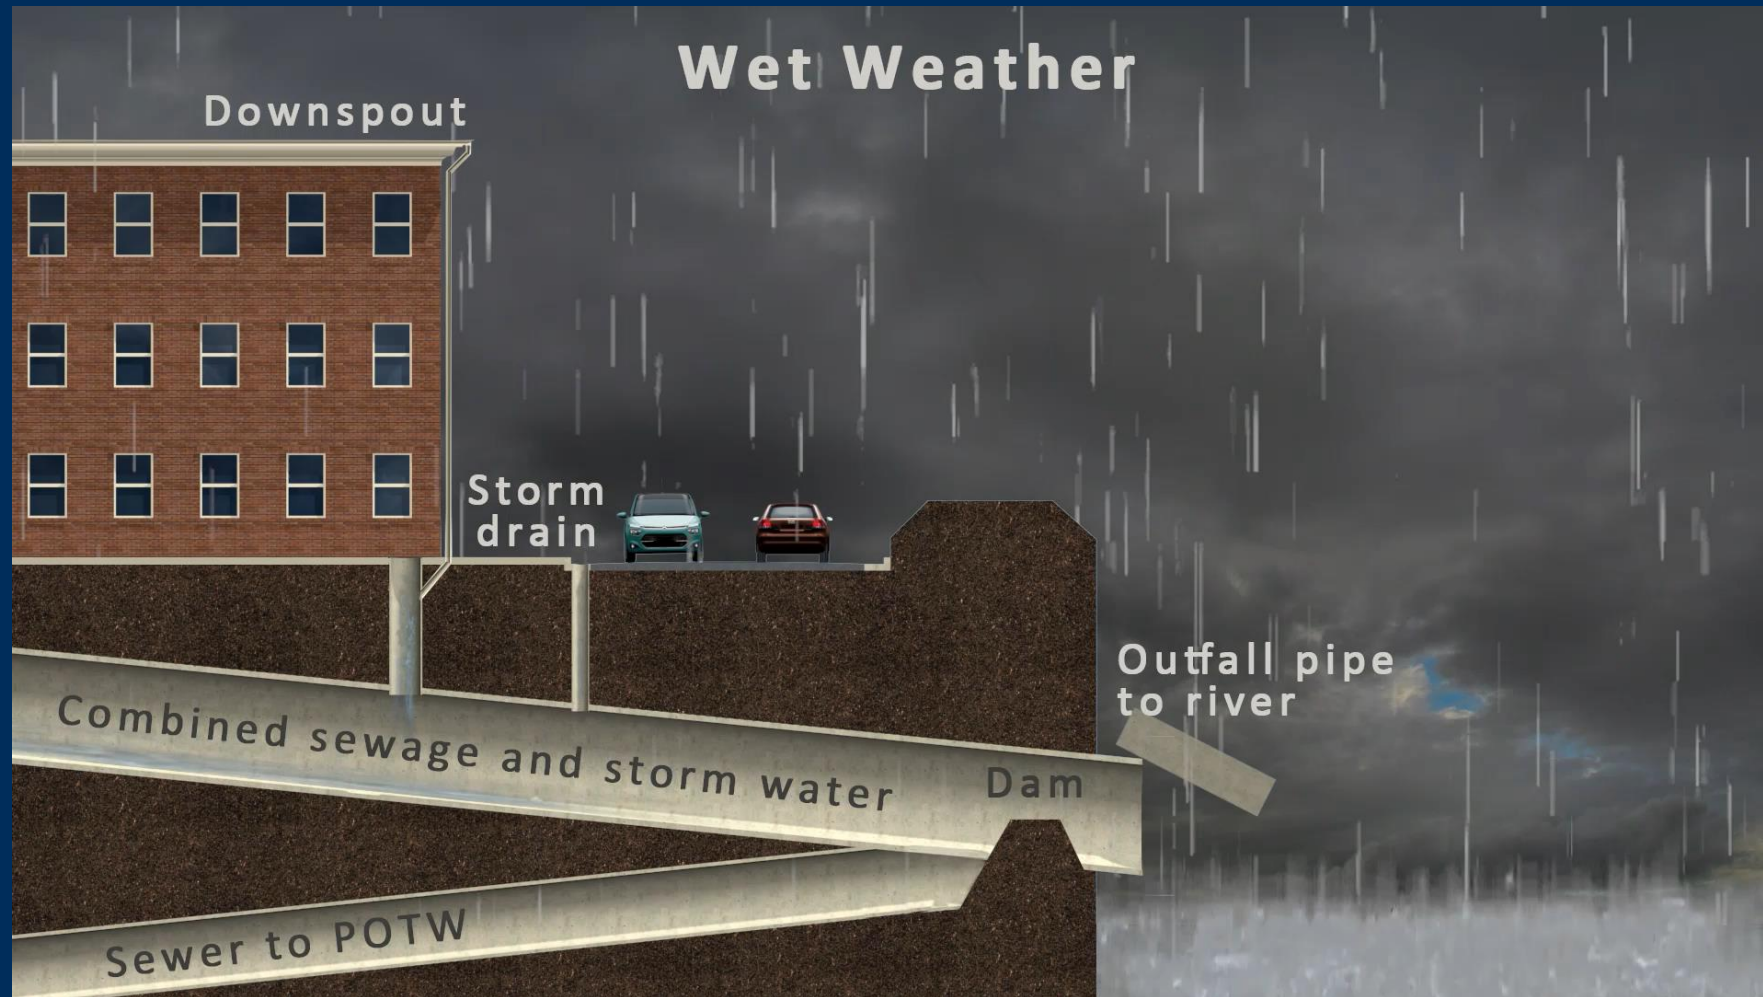 Wet Weather
Downspout
Storm
drain
Outfall pipe
to river
Combined sewage and storm water
Dam
Sewer to POTW